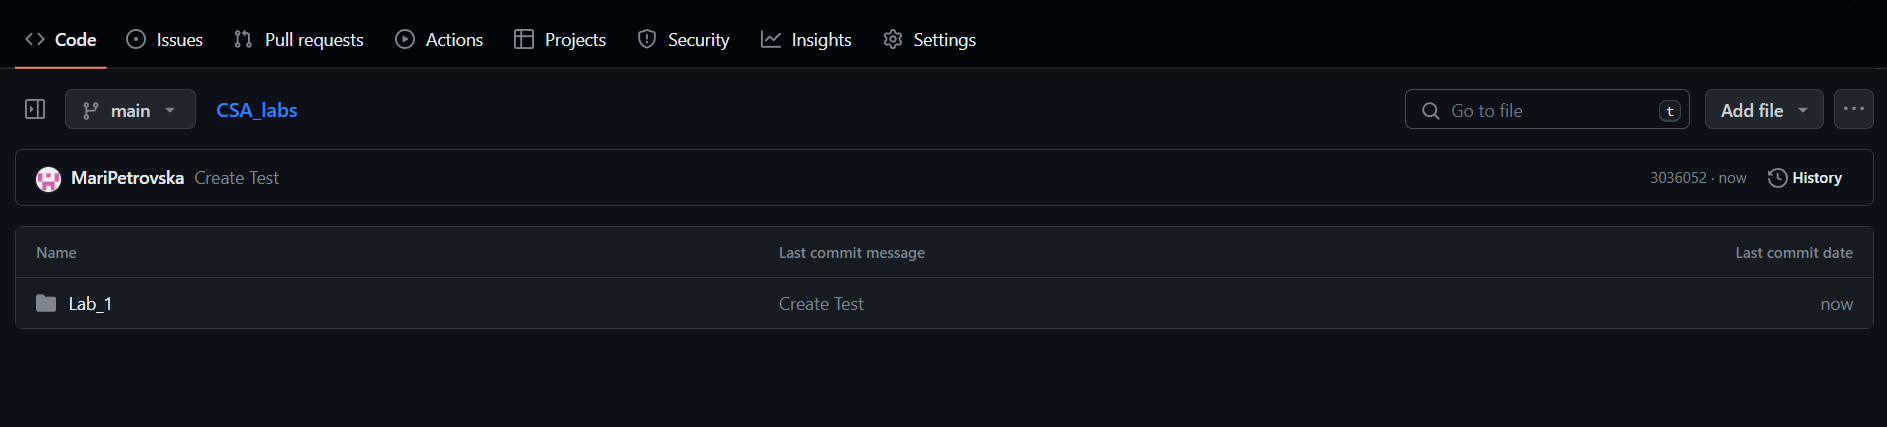 Code Issues Pull requests Actions Projects Security Insights Settings
main CSA_labs Go to file t Add file ...
MariPetrovska Create Test 3036052 · now History
Name Last commit message Last commit date
Lab_1 Create Test now